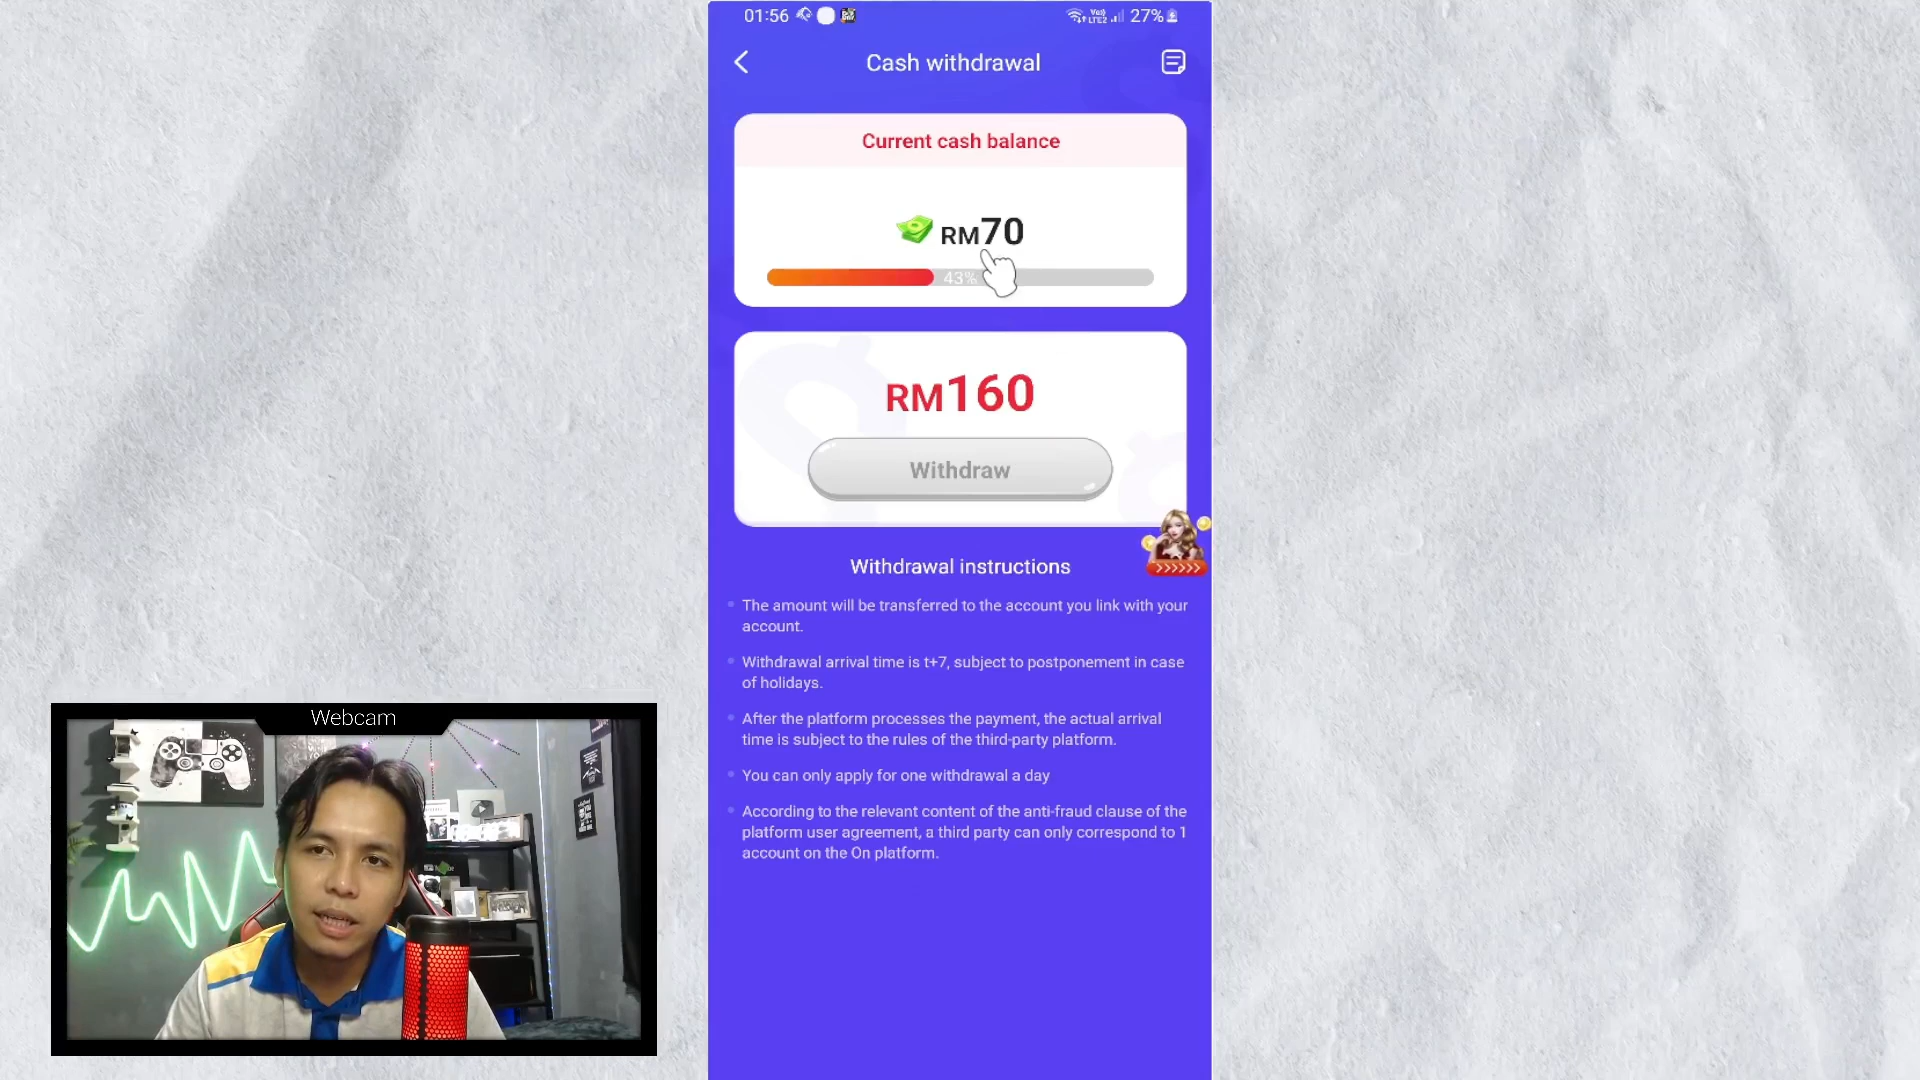 01:56
Vo))
LTE2
27%
Cash withdrawal
Current cash balance
RM70
43%
RM160
Withdraw
Withdrawal instructions
The amount will be transferred to the account you link with your
account.
Withdrawal arrival time is t+7, subject to postponement in case
of holidays.
After the platform processes the payment, the actual arrival
time is subject to the rules of the third-party platform.
You can only apply for one withdrawal a day
According to the relevant content of the anti-fraud clause of the
platform user agreement, a third party can only correspond to 1
account on the On platform.
Webcam